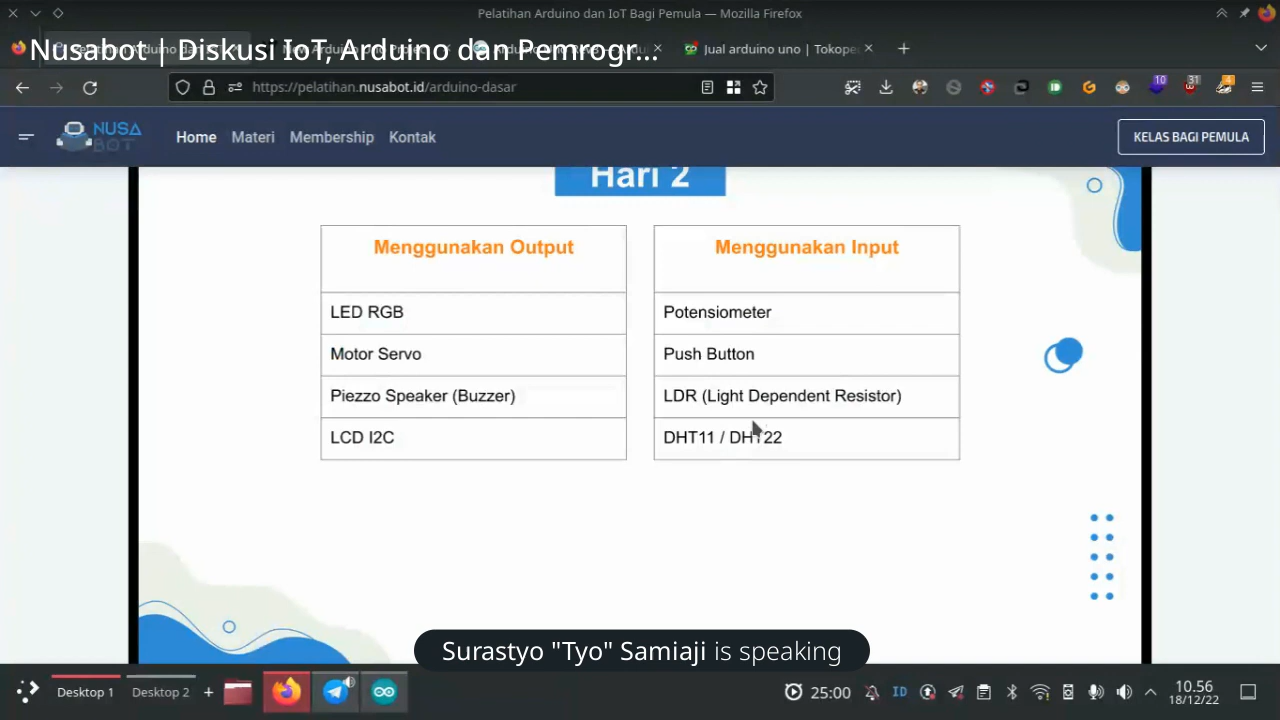 Pelatihan Arduino dan IoT Bagi Pemula — Mozilla Firefox
Nusabot | Diskusi IoT, Arduino dan Pemrogr...
Jual arduino uno | Tokope
https://pelatihan.nusabot.id/arduino-dasar
10
31
4
NUSA
BOT
Home
Materi
Membership
Kontak
KELAS BAGI PEMULA
Hari 2
Menggunakan Output
LED RGB
Motor Servo
Piezzo Speaker (Buzzer)
LCD I2C
Menggunakan Input
Potensiometer
Push Button
LDR (Light Dependent Resistor)
DHT11 / DHT22
Surastyo "Tyo" Samiaji is speaking
Desktop 1
Desktop 2
25:00
ID
10.56
18/12/22